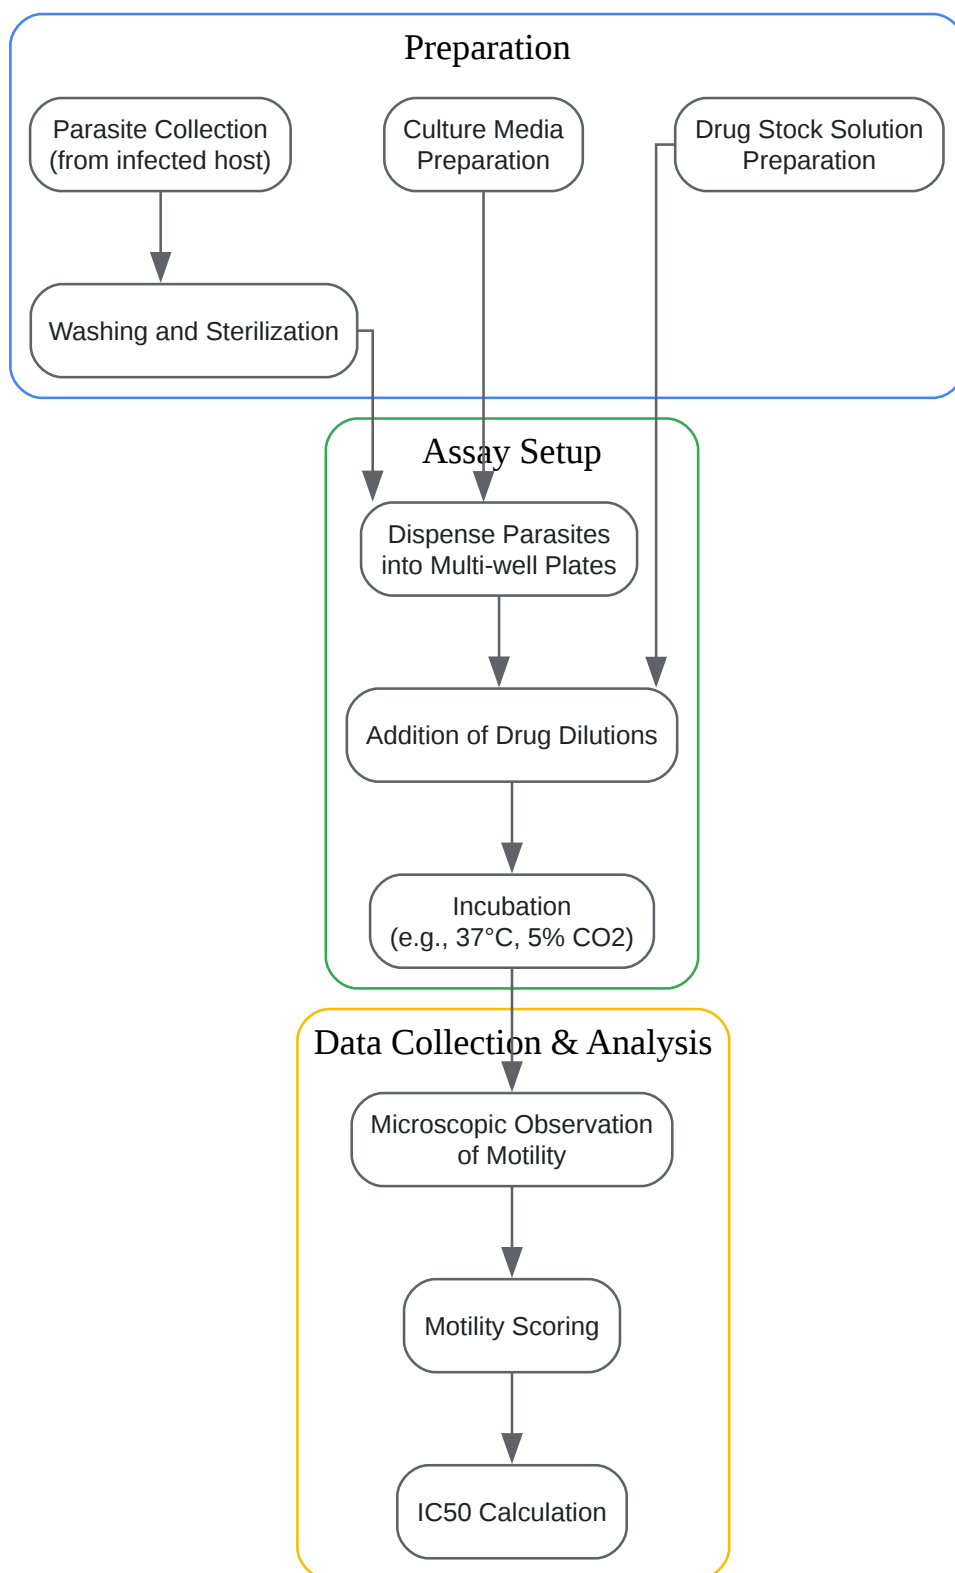 Preparation
Parasite Collection
(from infected host)
Culture Media
Preparation
Drug Stock Solution
Preparation
Washing and Sterilization
Assay Setup
Dispense Parasites
into Multi-well Plates
Addition of Drug Dilutions
Incubation
(e.g., 37°C, 5% CO2)
Data Collection & Analysis
Microscopic Observation
of Motility
Motility Scoring
IC50 Calculation